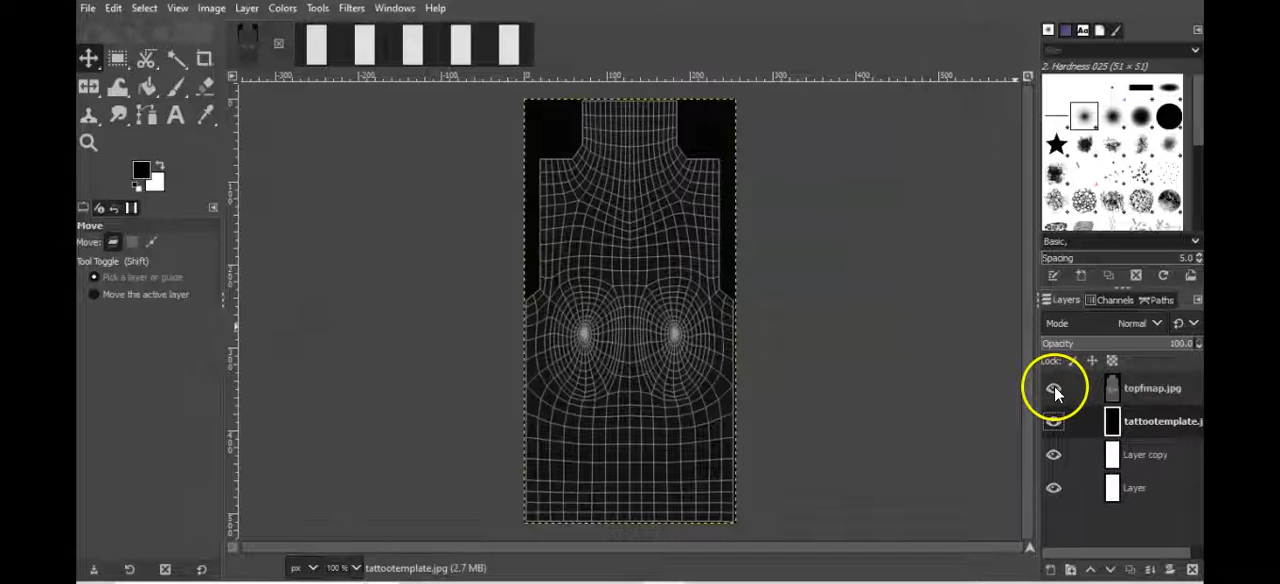 File Edit Select View Image Layer Colors Tools Filters Windows Help
filter
2. Hardness 025 (51 × 51)
Basic,
Spacing 5.0
Move
Move:
Tool Toggle (Shift)
Pick a layer or guide
Move the active layer
Layers Channels Paths
Mode Normal
Opacity 100.0
Lock:
topfmap.jpg
tattootemplate.j
Layer copy
Layer
px 100 % tattootemplate.jpg (2.7 MB)